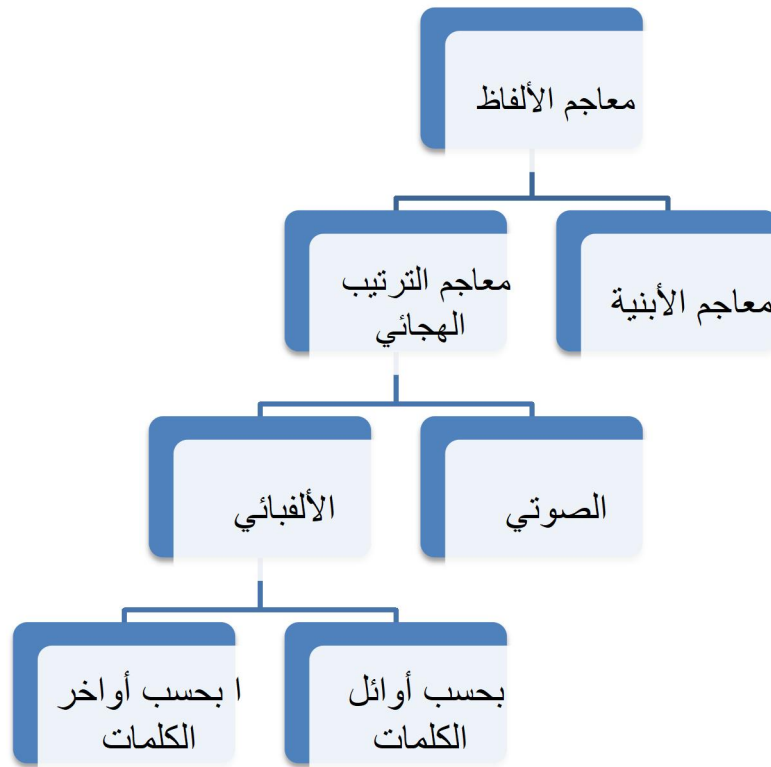 معاجم الألفاظ
معاجم الأبنية
معاجم الترتيب
الهجائي
الصوتي
الألفبائي
بحسب أوائل
الكلمات
ا بحسب أواخر
الكلمات